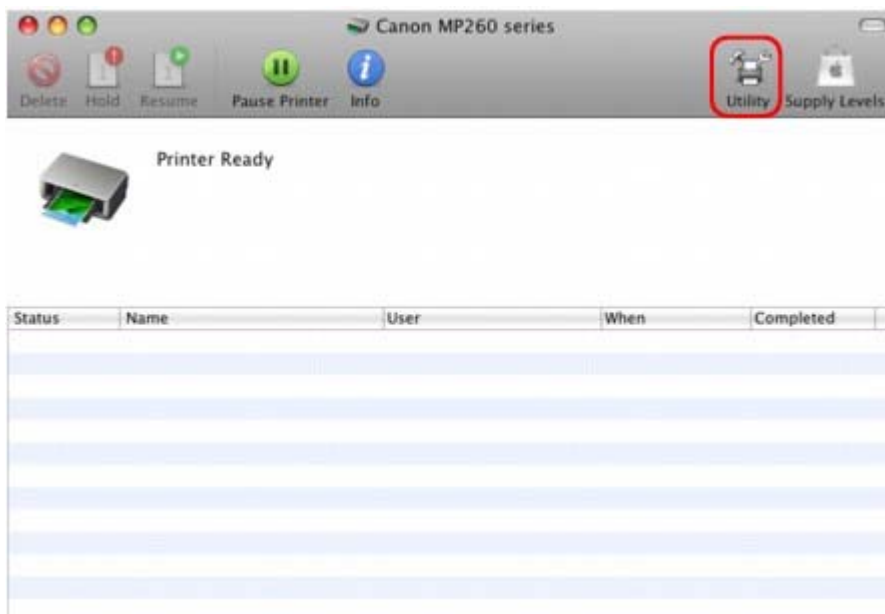 Canon MP260 series
Delete Hold Resume Pause Printer Info Utility Supply Levels
Printer Ready
Status Name User When Completed